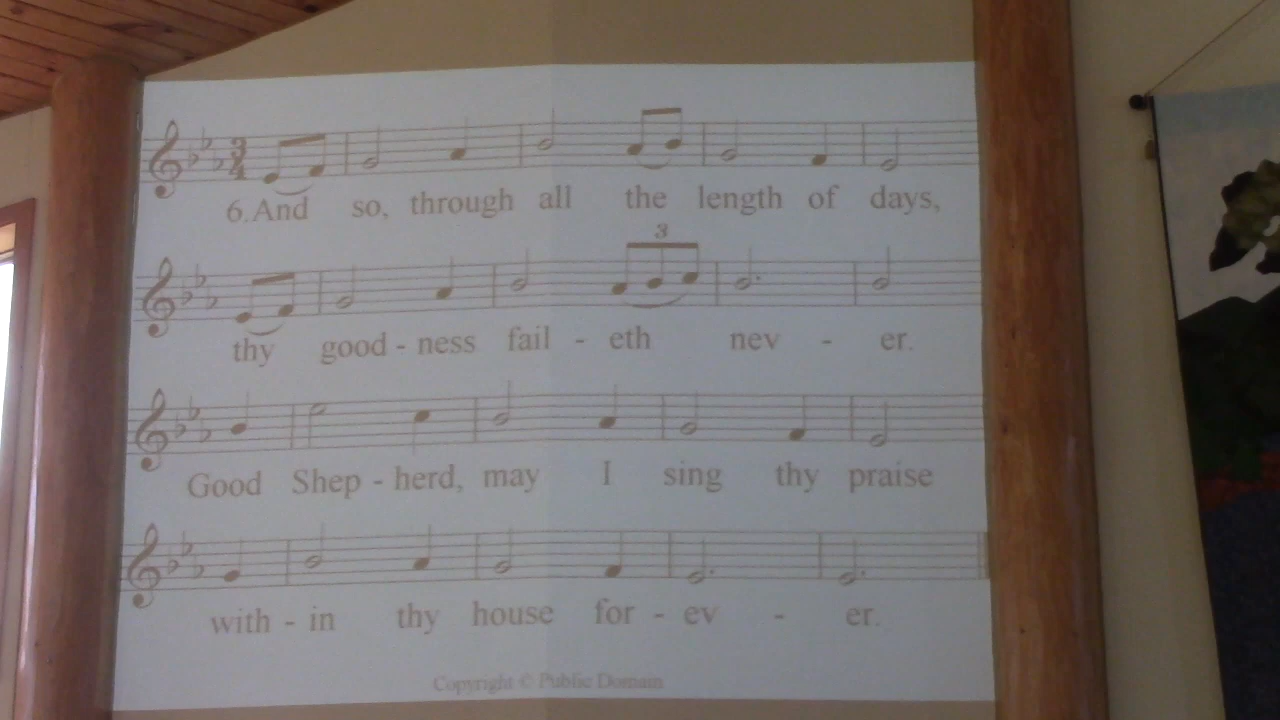 6.And so, through all the length of days,
3
thy good - ness fail - eth nev - er.
Good Shep - herd, may I sing thy praise
with - in thy house for - ev - er.
Copyright © Public Domain